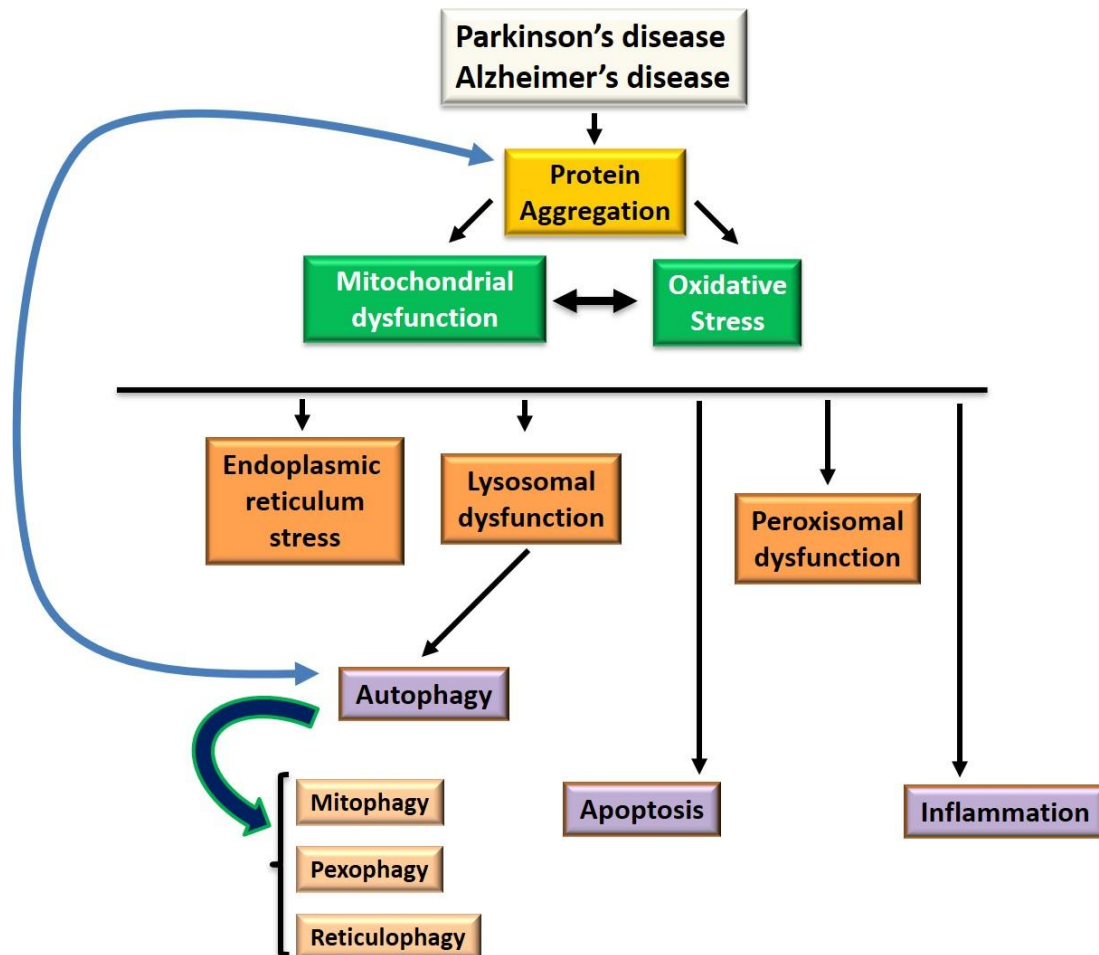 Parkinson’s disease
Alzheimer’s disease
Protein
Aggregation
Mitochondrial
dysfunction
Oxidative
Stress
Endoplasmic
reticulum
stress
Lysosomal
dysfunction
Peroxisomal
dysfunction
Autophagy
Mitophagy
Pexophagy
Reticulophagy
Apoptosis
Inflammation